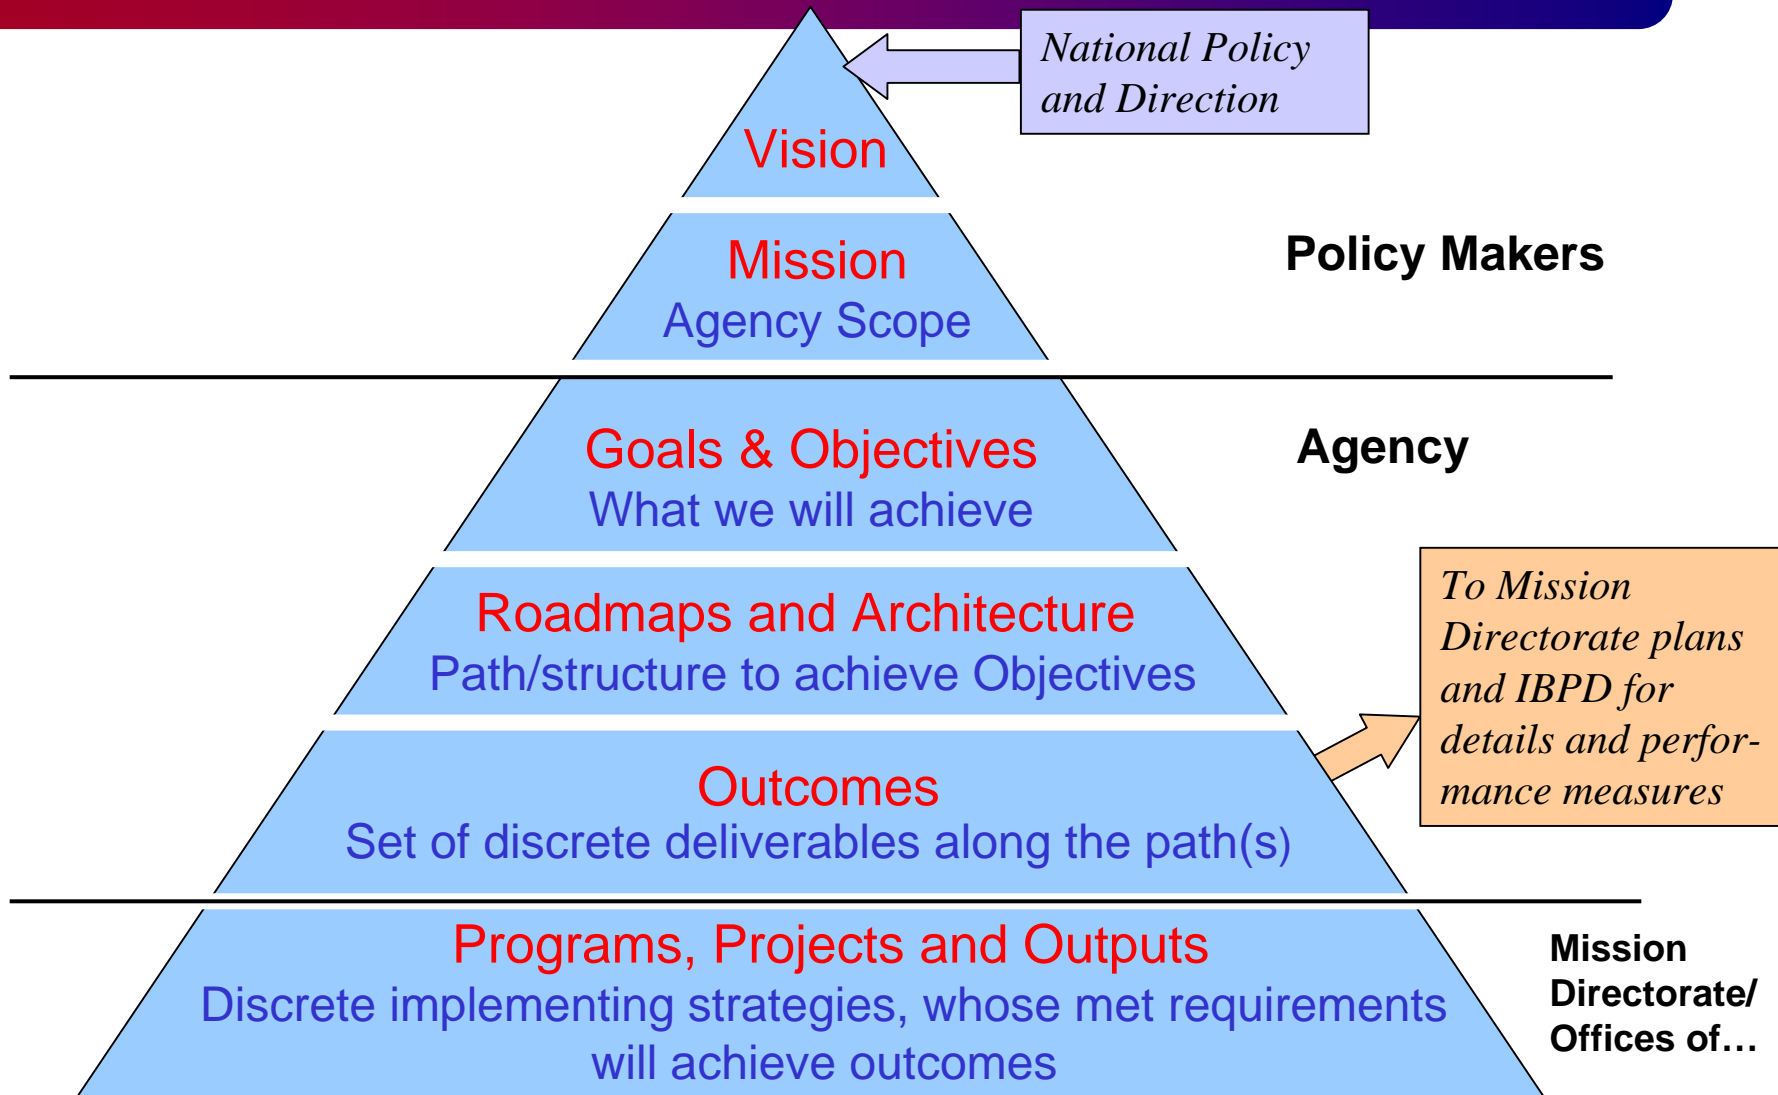 National Policy
and Direction
Vision
Mission
Agency Scope
Policy Makers
Goals & Objectives
What we will achieve
Agency
Roadmaps and Architecture
Path/structure to achieve Objectives
To Mission
Directorate plans
and IBPD for
details and perfor-
mance measures
Outcomes
Set of discrete deliverables along the path(s)
Programs, Projects and Outputs
Discrete implementing strategies, whose met requirements
will achieve outcomes
Mission
Directorate/
Offices of…